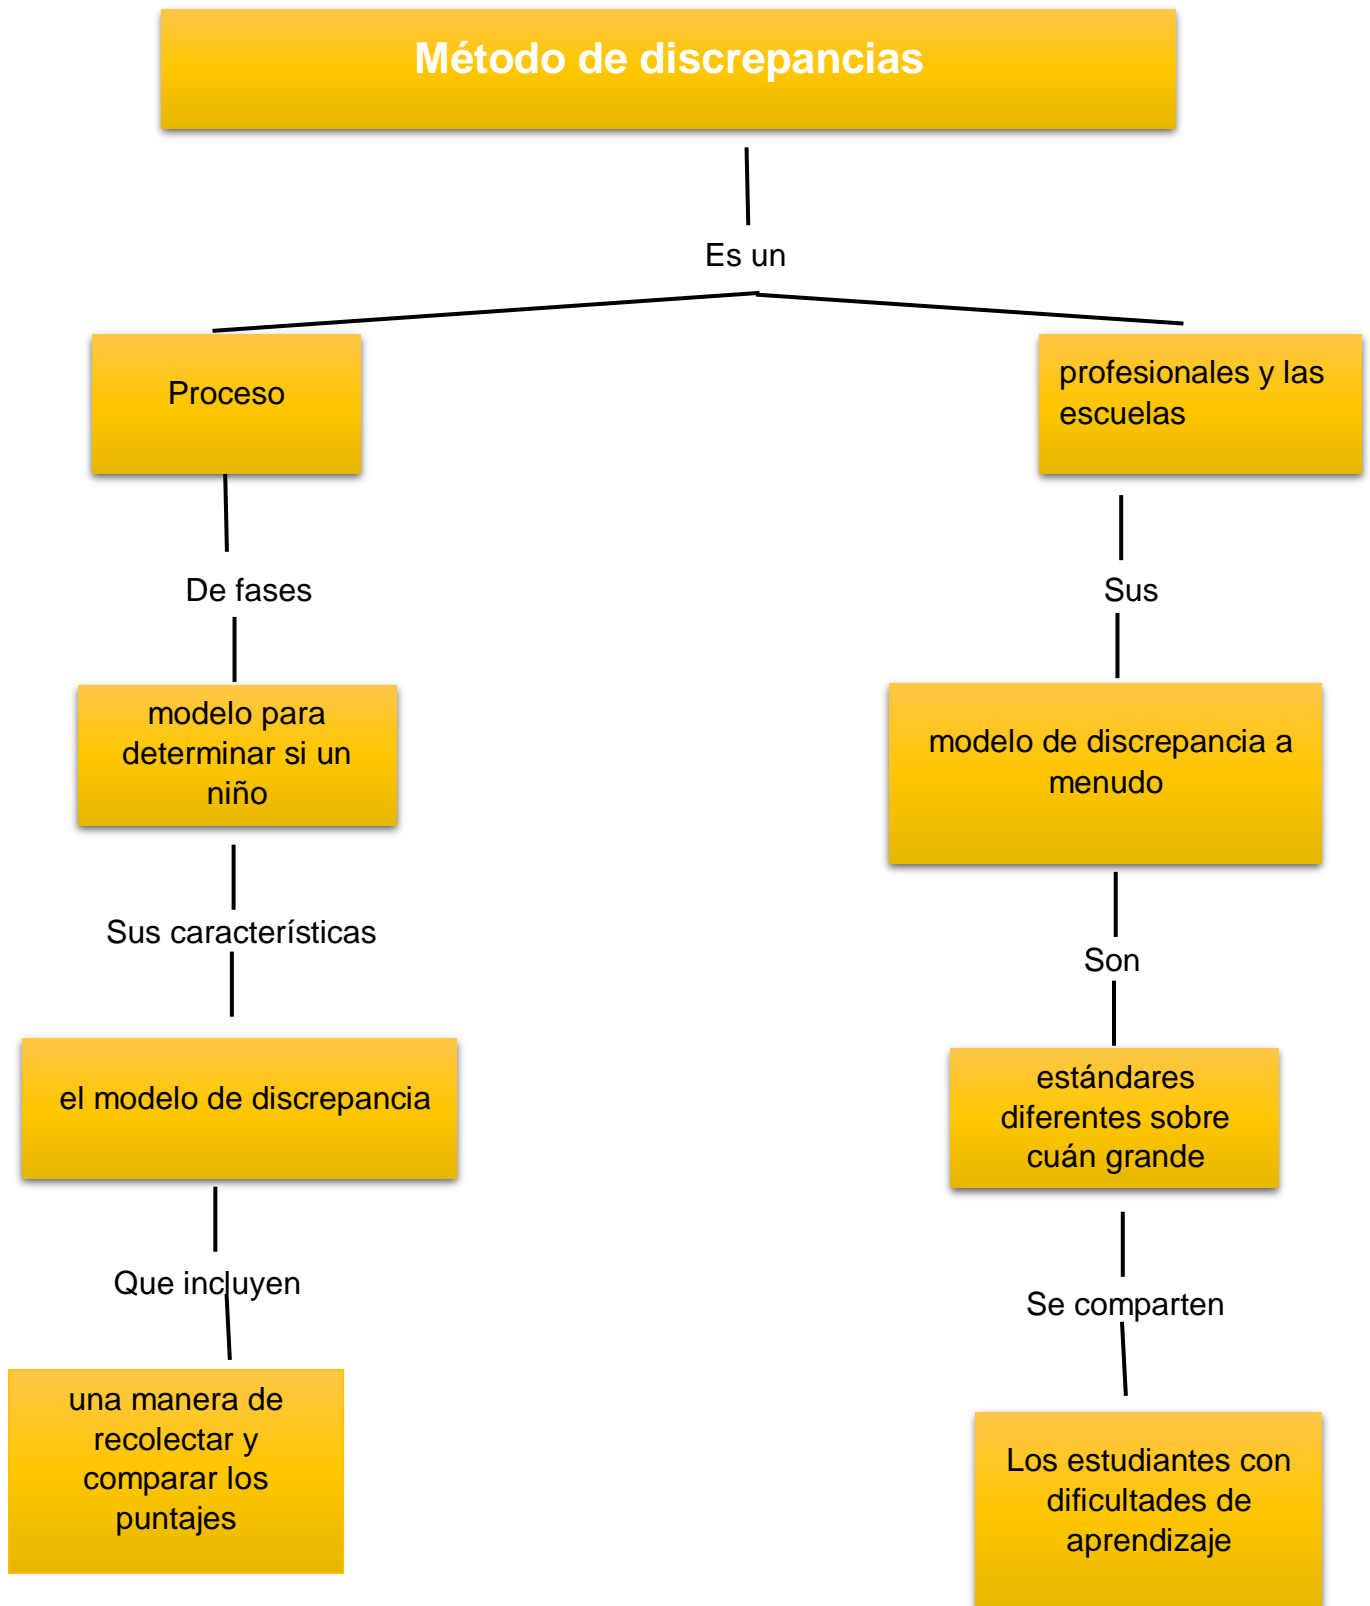 Método de discrepancias
Es un
Proceso
profesionales y las
escuelas
De fases
Sus
modelo para
determinar si un
niño
modelo de discrepancia a
menudo
Sus características
Son
el modelo de discrepancia
estándares
diferentes sobre
cuán grande
Que incluyen
Se comparten
una manera de
recolectar y
comparar los
puntajes
Los estudiantes con
dificultades de
aprendizaje